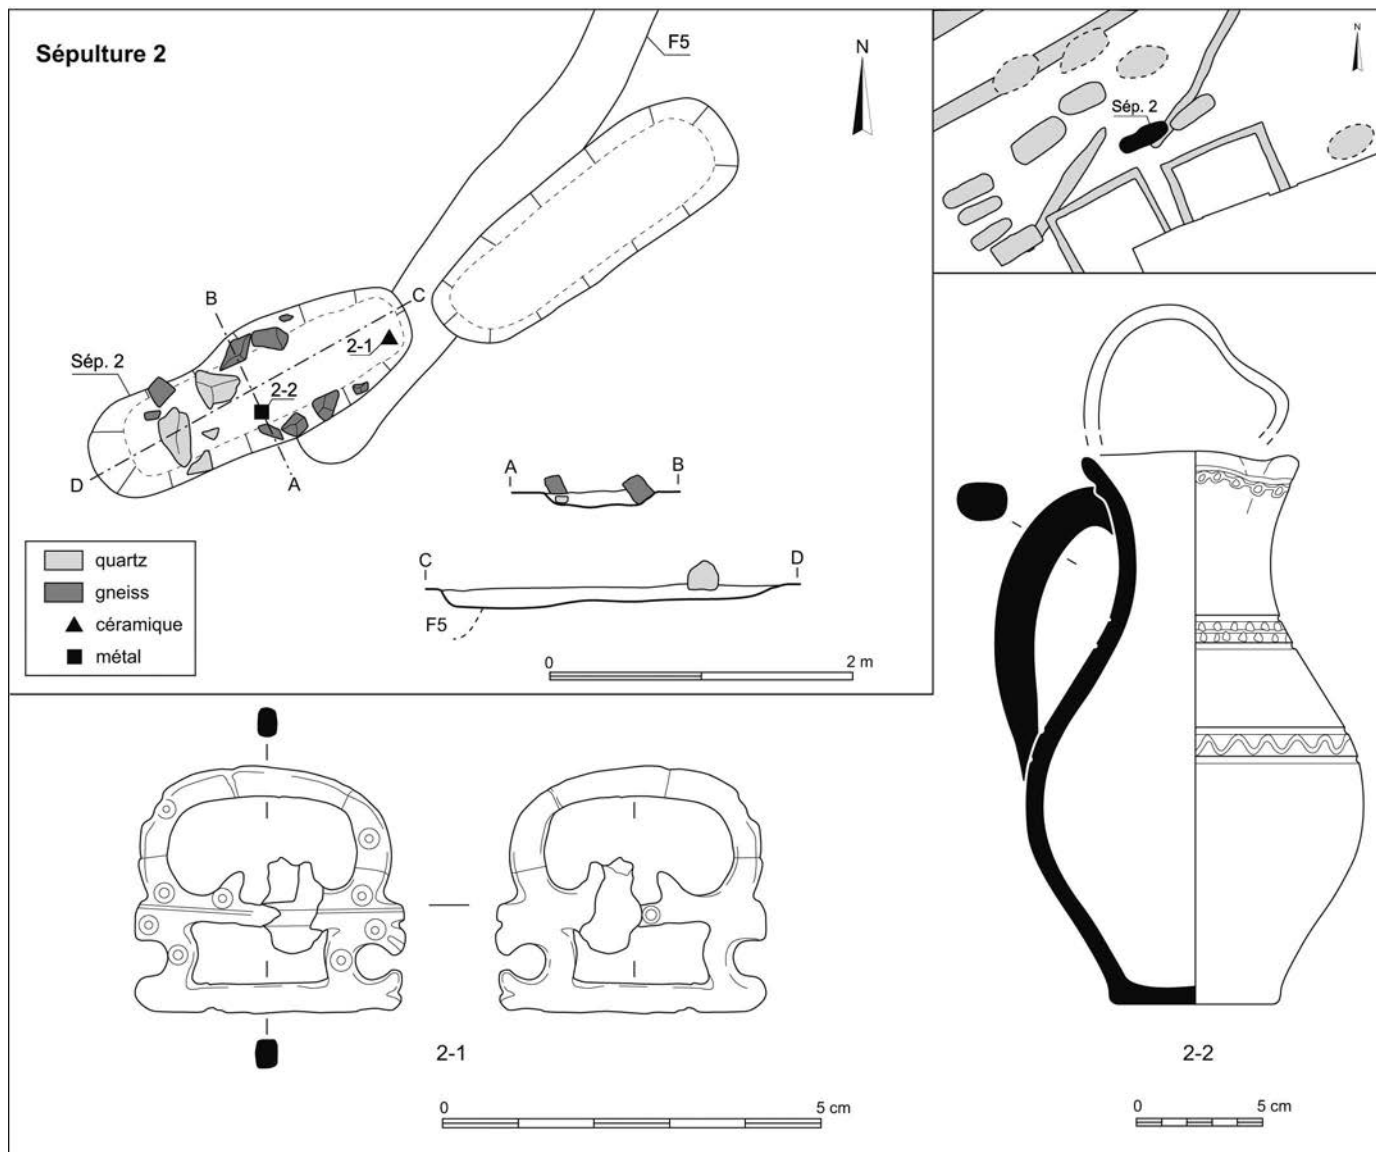 Sépulture 2
F5
N
B
C
2-1
Sép. 2
2-2
D
A
A
B
C
D
F5
quartz
gneiss
céramique
métal
0
2 m
N
Sép. 2
2-1
2-2
0
5 cm
0
5 cm